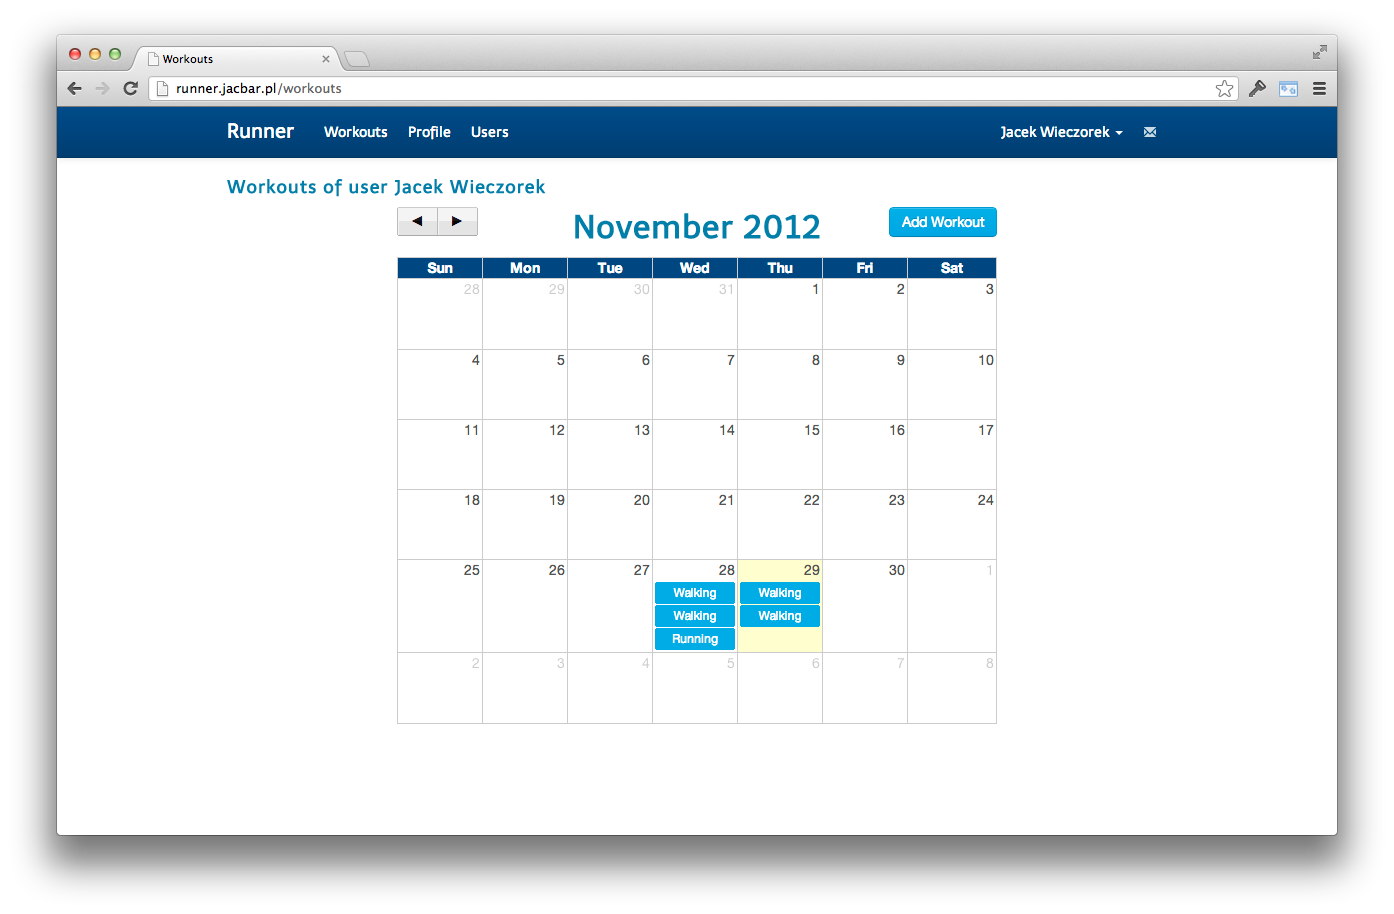 Workouts
runner.jacbar.pl/workouts
Runner Workouts Profile Users Jacek Wieczorek
Workouts of user Jacek Wieczorek
November 2012 Add Workout
Sun Mon Tue Wed Thu Fri Sat
28 29 30 31 1 2 3
4 5 6 7 8 9 10
11 12 13 14 15 16 17
18 19 20 21 22 23 24
25 26 27 28 29 30 1
Walking Walking
Walking Walking
Running
2 3 4 5 6 7 8